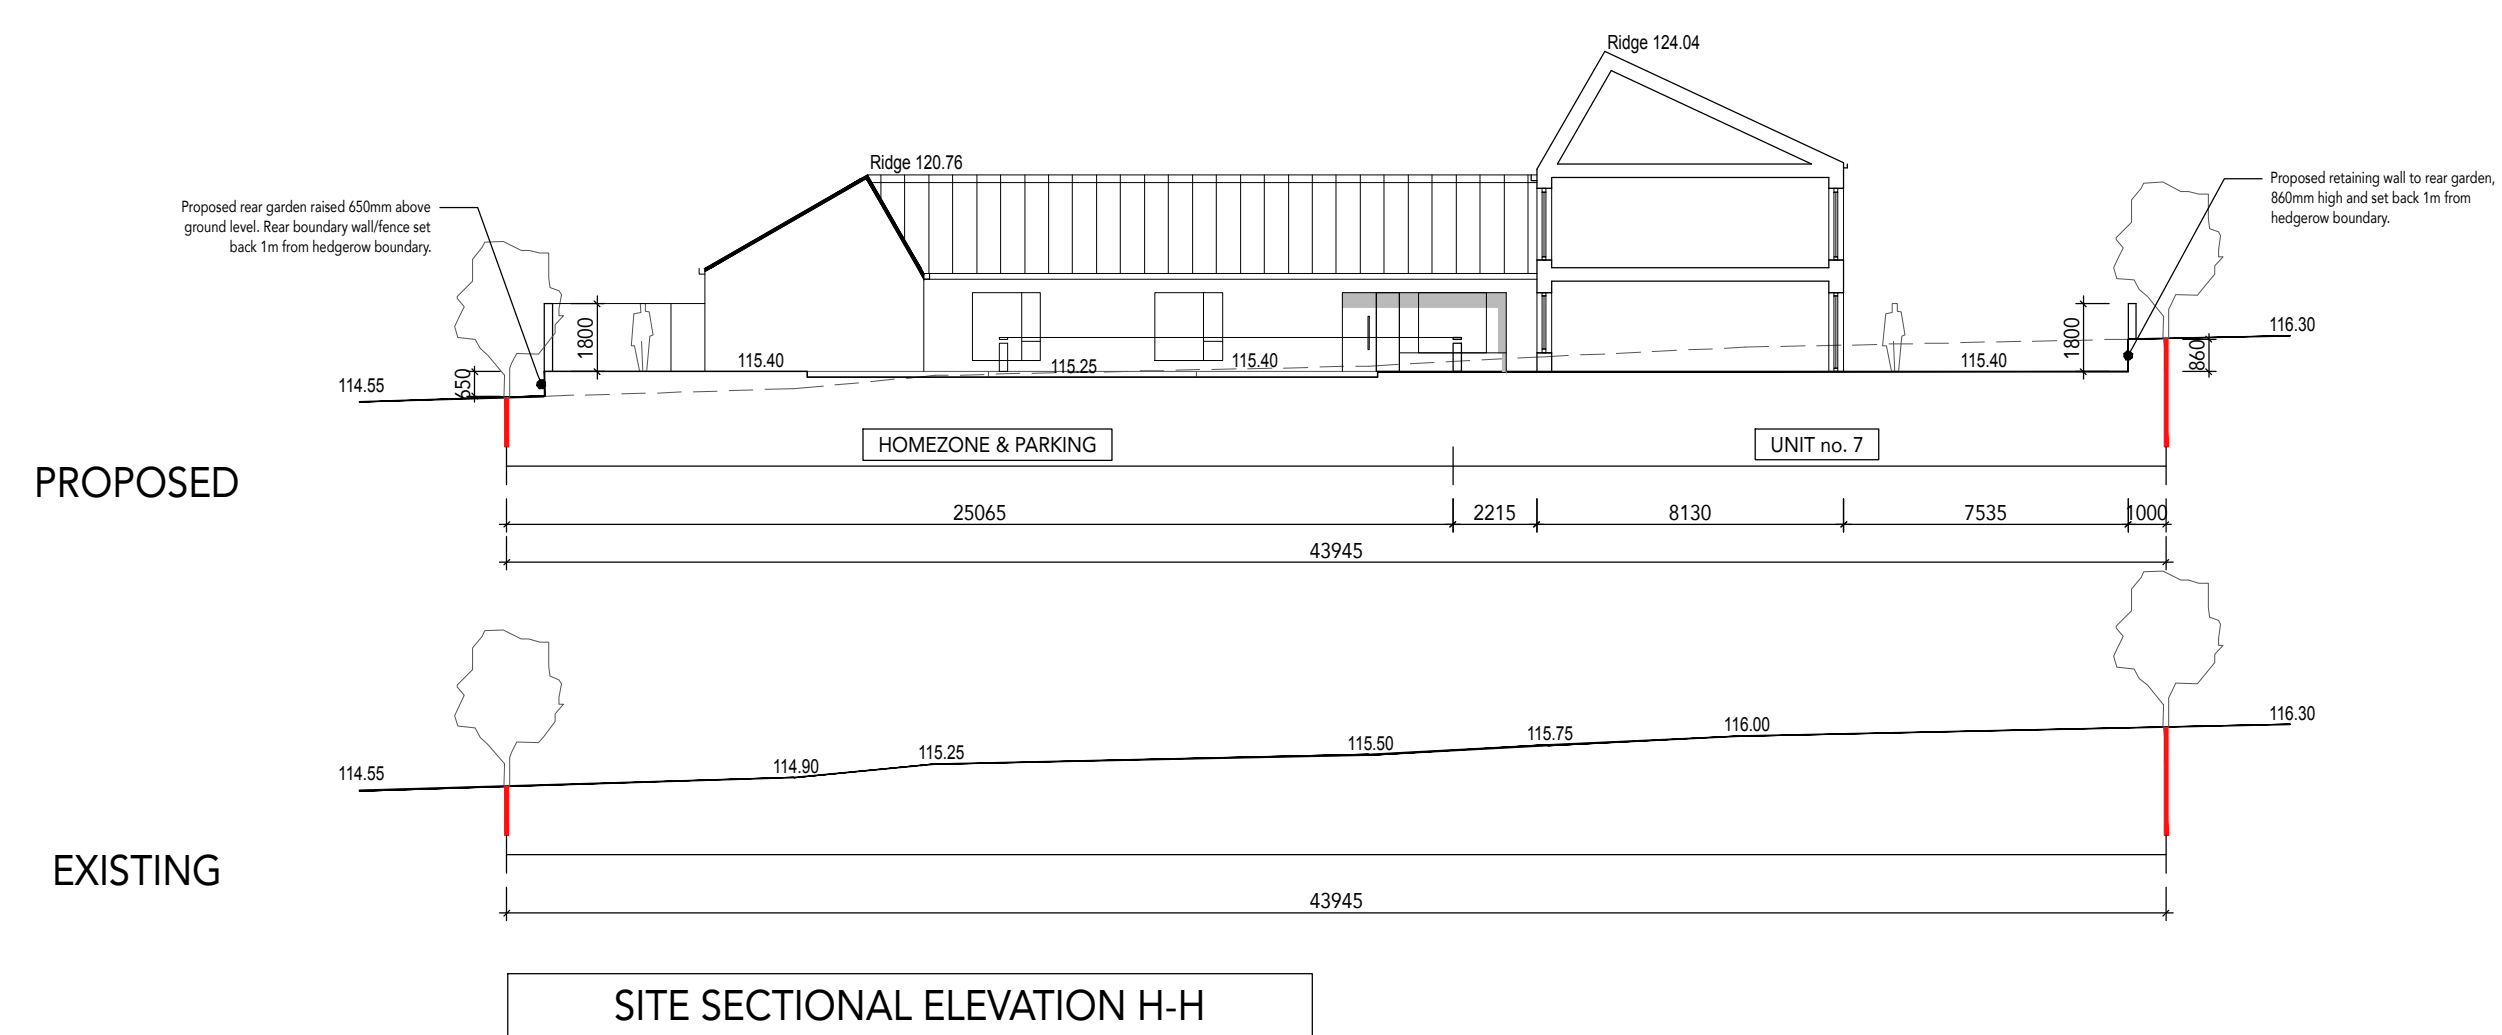 Ridge 124.04
Ridge 120.76
Proposed rear garden raised 650mm above
ground level. Rear boundary wall/fence set
back 1m from hedgerow boundary.
Proposed retaining wall to rear garden,
860mm high and set back 1m from
hedgerow boundary.
114.55
650
1800
115.40
115.25
115.40
115.40
1800
860
116.30
HOMEZONE & PARKING
UNIT no. 7
PROPOSED
25065
2215
8130
7535
1000
43945
114.55
114.90
115.25
115.50
115.75
116.00
116.30
EXISTING
43945
SITE SECTIONAL ELEVATION H-H